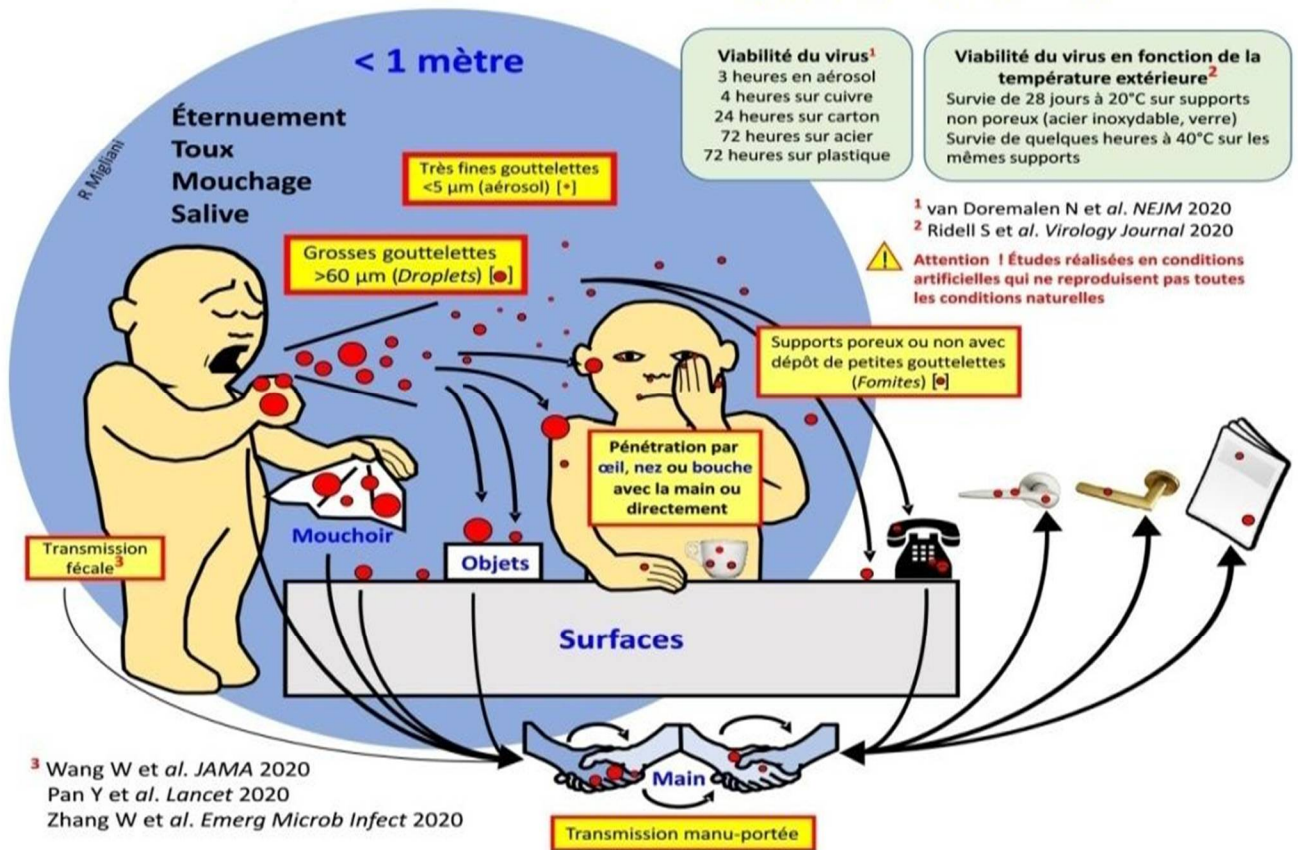 < 1 mètre
Éternuement
Toux
Mouchage
Salive
R Migliani
Très fines gouttelettes
<5 µm (aérosol) [•]
Grosses gouttelettes
>60 µm (Droplets) [●]
Viabilité du virus¹
3 heures en aérosol
4 heures sur cuivre
24 heures sur carton
72 heures sur acier
72 heures sur plastique
Viabilité du virus en fonction de la
température extérieure²
Survie de 28 jours à 20°C sur supports
non poreux (acier inoxydable, verre)
Survie de quelques heures à 40°C sur les
mêmes supports
¹ van Doremalen N et al. NEJM 2020
² Ridell S et al. Virology Journal 2020
Attention ! Études réalisées en conditions
artificielles qui ne reproduisent pas toutes
les conditions naturelles
Supports poreux ou non avec
dépôt de petites gouttelettes
(Fomites) [●]
Pénétration par
œil, nez ou bouche
avec la main ou
directement
Mouchoir
Objets
Transmission
fécale³
Surfaces
Main
Transmission manu-portée
³ Wang W et al. JAMA 2020
Pan Y et al. Lancet 2020
Zhang W et al. Emerg Microb Infect 2020